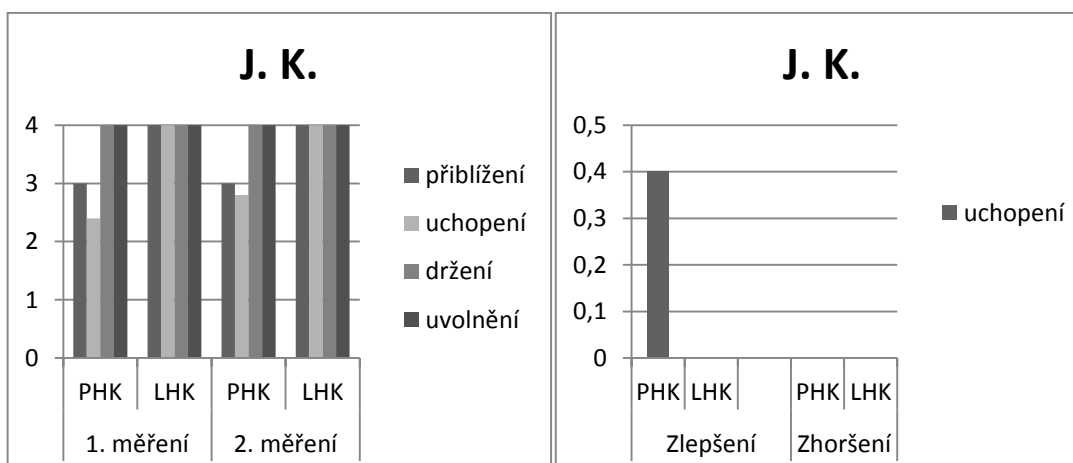 J. K.
4
3
2
1
0
PHK LHK PHK LHK
1. měření 2. měření
přiblížení
uchopení
držení
uvolnění
J. K.
0,5
0,4
0,3
0,2
0,1
0
PHK LHK PHK LHK
Zlepšení Zhoršení
uchopení